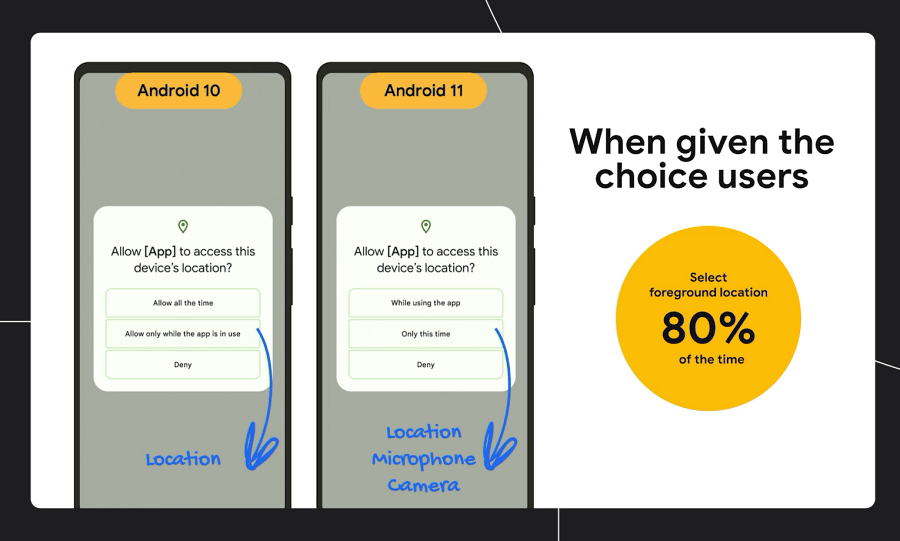 Android 10
Allow [App] to access this
device's location?
Allow all the time
Allow only while the app is in use
Deny
Location
Android 11
Allow [App] to access this
device's location?
While using the app
Only this time
Deny
Location
Microphone
Camera
When given the
choice users
Select
foreground location
80%
of the time